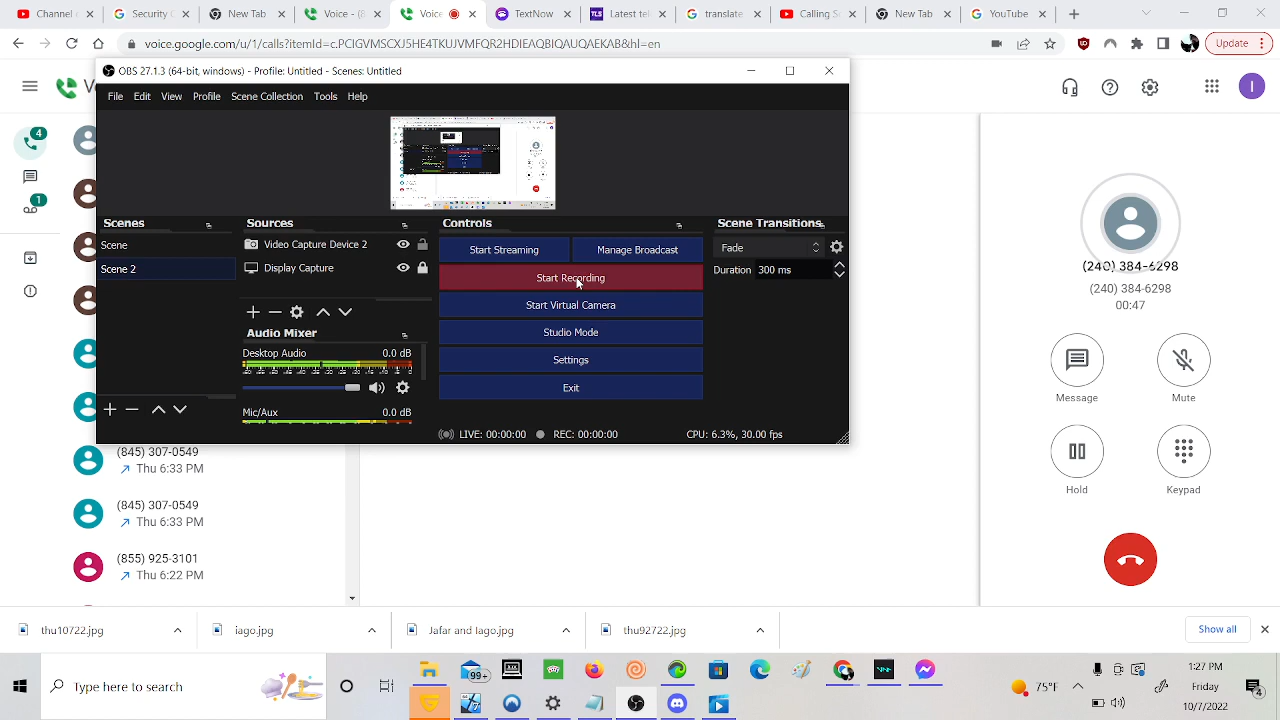 Channel c
Google C
New Tab
Voice - (
Voice
TextNow
Latest tel
translate
Calling S
New Tab
YouTube
voice.google.com/u/1/calls?itemId=c.PCIGVM6CXJ5HE4TKUJVMFQR2HDIEAQBIQAUQAEKAB&hl=en
Update
OBS 27.1.3 (64-bit, windows) - Profile: Untitled - Scenes: Untitled
File Edit View Profile Scene Collection Tools Help
4
1
I
Scenes
Scene
Scene 2
Sources
Video Capture Device 2
Display Capture
Audio Mixer
Desktop Audio 0.0 dB
Mic/Aux 0.0 dB
Controls
Start Streaming
Manage Broadcast
Start Recording
Start Virtual Camera
Studio Mode
Settings
Exit
Scene Transitions
Fade
Duration 300 ms
LIVE: 00:00:00 REC: 00:00:00 CPU: 6.3%, 30.00 fps
(240) 384-6298
(240) 384-6298
00:47
Message
Mute
Hold
Keypad
(845) 307-0549
Thu 6:33 PM
(845) 307-0549
Thu 6:33 PM
(855) 925-3101
Thu 6:22 PM
thu10722.jpg
iago.jpg
Jafar and Iago.jpg
thu92722.jpg
Show all
Type here to search
99+
75°F
1:27 PM
Friday
10/7/2022
4